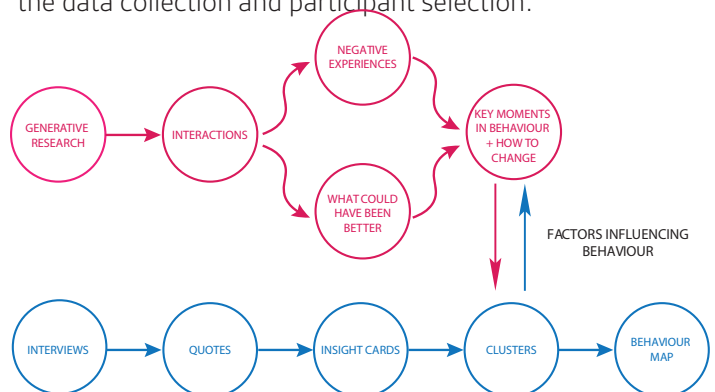 the data collection and participant selection.
NEGATIVE
EXPERIENCES
GENERATIVE
RESEARCH
INTERACTIONS
KEY MOMENTS
IN BEHAVIOUR
+ HOW TO
CHANGE
WHAT COULD
HAVE BEEN
BETTER
FACTORS INFLUENCING
BEHAVIOUR
INTERVIEWS
QUOTES
INSIGHT CARDS
CLUSTERS
BEHAVIOUR
MAP